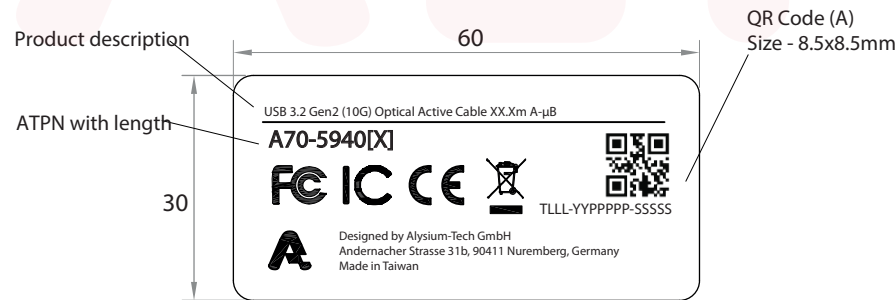 QR Code (A)
Size - 8.5x8.5mm
Product description
60
USB 3.2 Gen2 (10G) Optical Active Cable XX.Xm A-µB
ATPN with length
A70-5940[X]
FC IC CE
30
TLLL-YYPPPPP-SSSSS
Designed by Alysium-Tech GmbH
Andernacher Strasse 31b, 90411 Nuremberg, Germany
Made in Taiwan